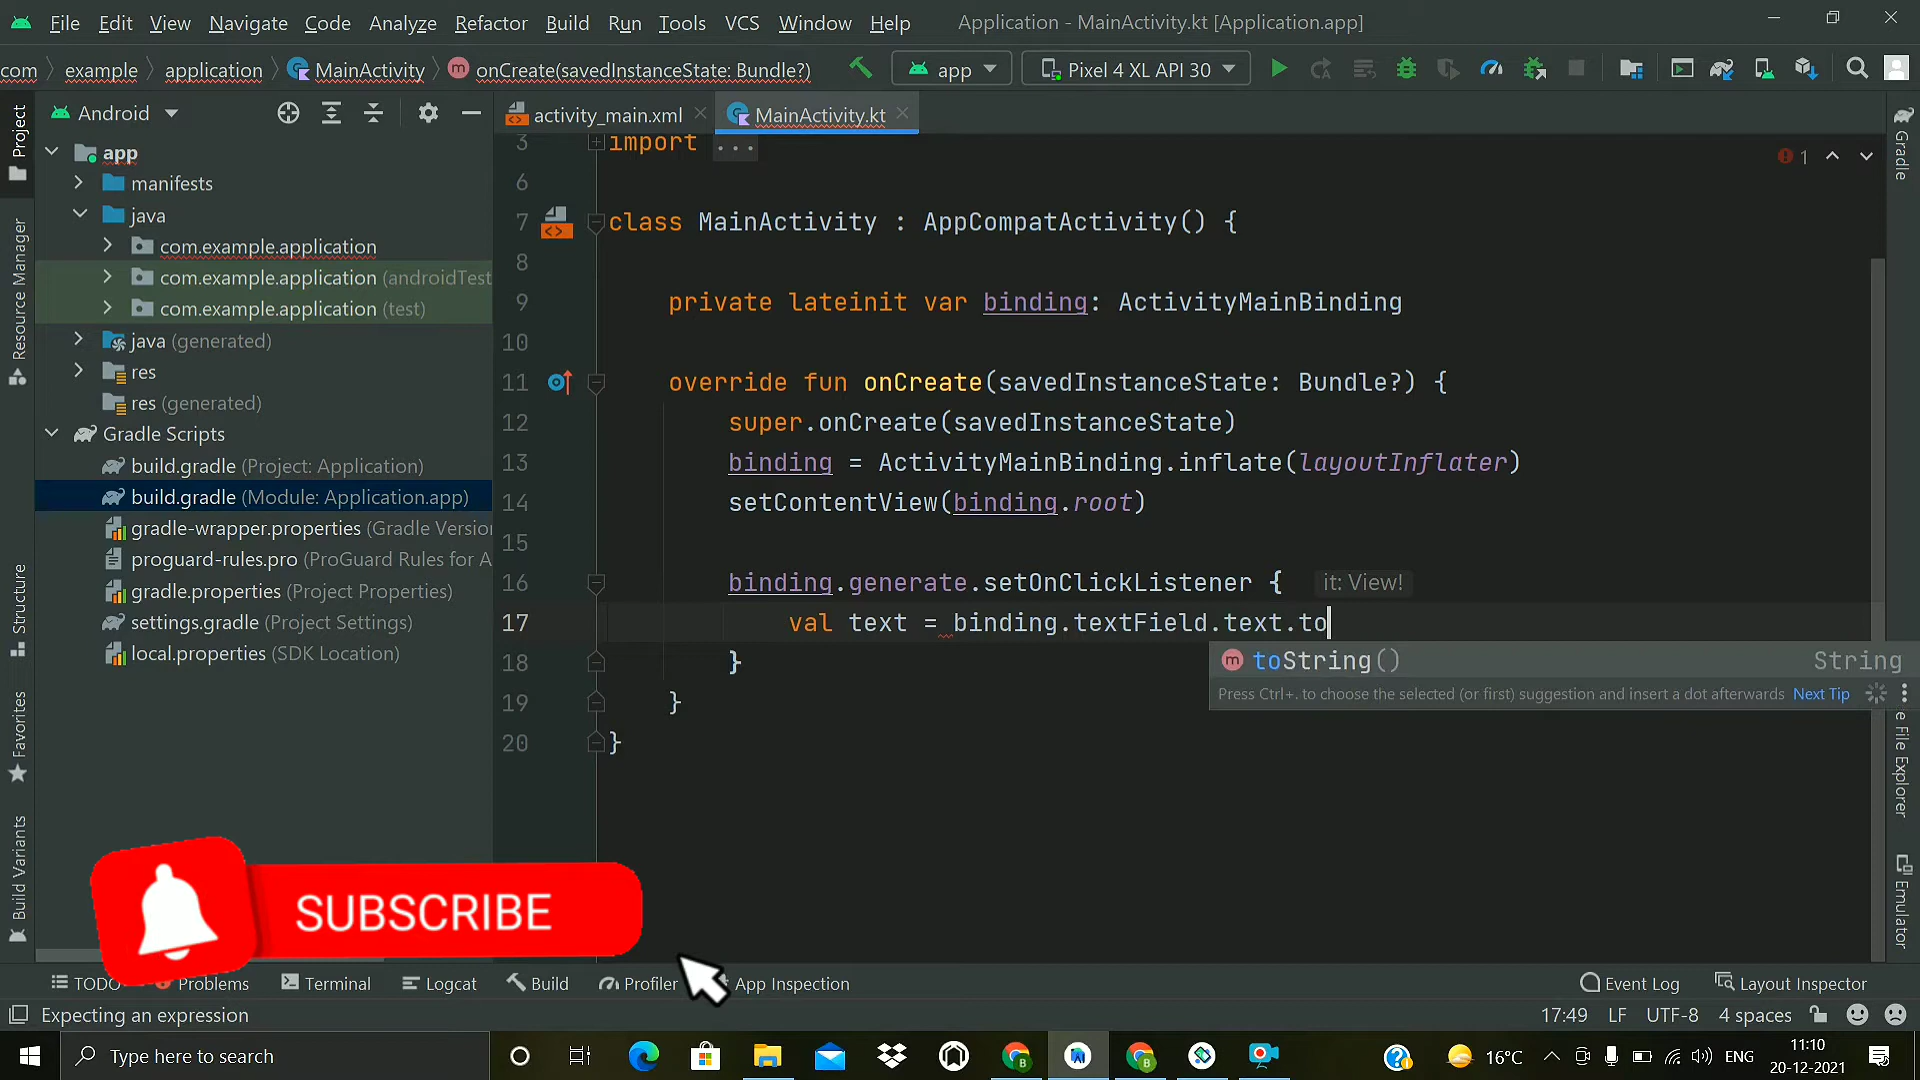 File Edit View Navigate Code Analyze Refactor Build Run Tools VCS Window Help Application - MainActivity.kt [Application.app]
com example application MainActivity onCreate(savedInstanceState: Bundle?) app Pixel 4 XL API 30
Android
activity_main.xml MainActivity.kt
Project
Resource Manager
Structure
Favorites
Build Variants
app
manifests
java
com.example.application
com.example.application (androidTest
com.example.application (test)
java (generated)
res
res (generated)
Gradle Scripts
build.gradle (Project: Application)
build.gradle (Module: Application.app)
gradle-wrapper.properties (Gradle Versio
proguard-rules.pro (ProGuard Rules for A
gradle.properties (Project Properties)
settings.gradle (Project Settings)
local.properties (SDK Location)
3 import ...
1
6
7 class MainActivity : AppCompatActivity() {
8
9 private lateinit var binding: ActivityMainBinding
10
11 override fun onCreate(savedInstanceState: Bundle?) {
12 super.onCreate(savedInstanceState)
13 binding = ActivityMainBinding.inflate(layoutInflater)
14 setContentView(binding.root)
15
16 binding.generate.setOnClickListener { it: View!
17 val text = binding.textField.text.to
18 }
19 }
20 }
toString() String
Press Ctrl+. to choose the selected (or first) suggestion and insert a dot afterwards Next Tip
Gradle
e File Explorer
Emulator
SUBSCRIBE
TODO Problems Terminal Logcat Build Profiler App Inspection Event Log Layout Inspector
Expecting an expression 17:49 LF UTF-8 4 spaces
Type here to search 16°C ENG 11:10
20-12-2021